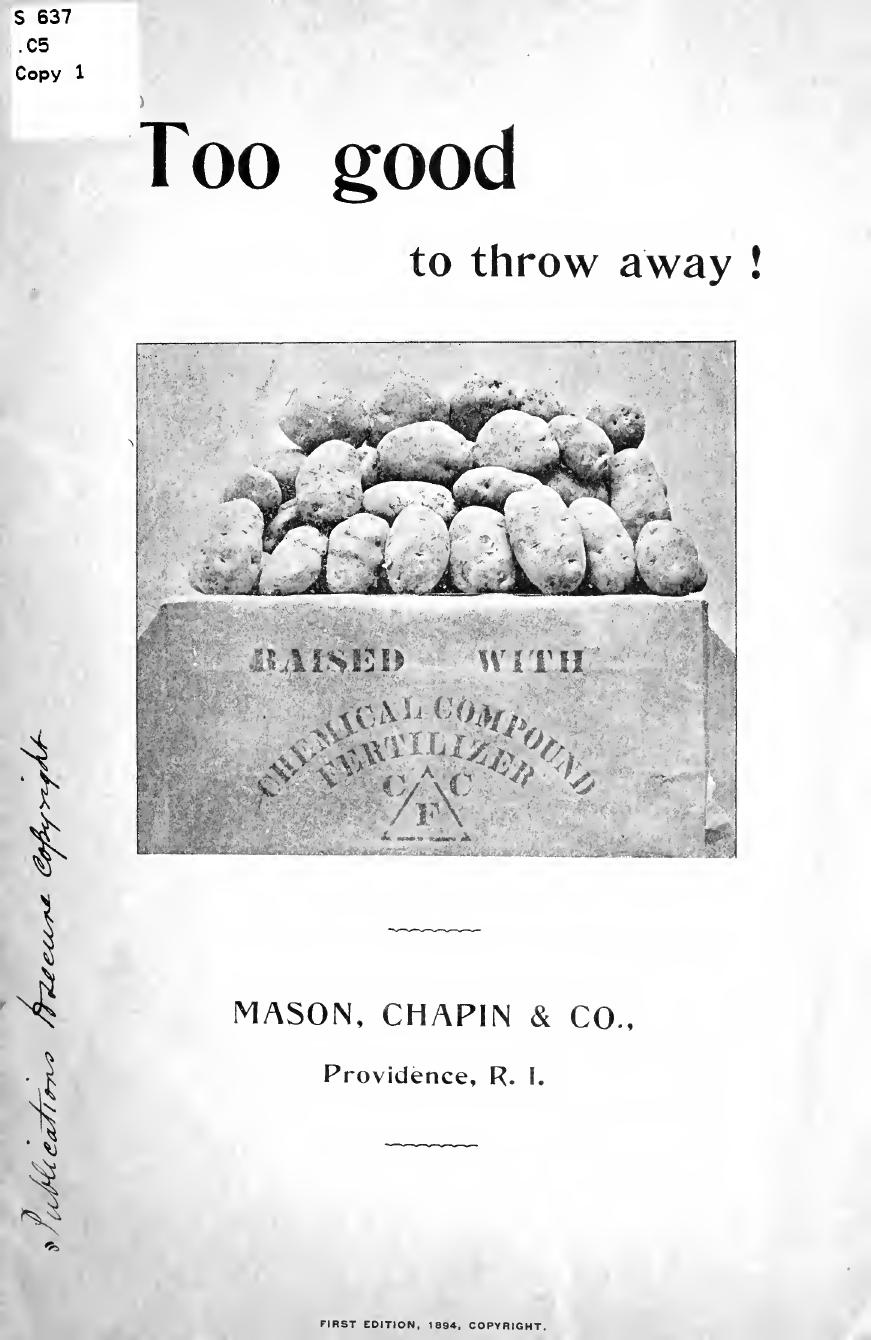 S 637
.C5
Copy 1
Too good
to throw away !
RAISED WITH
CHEMICAL COMPOUND
FERTILIZER
C C
F
MASON, CHAPIN & CO.,
Providence, R. I.
Publications to secure Copyright
FIRST EDITION, 1894, COPYRIGHT.